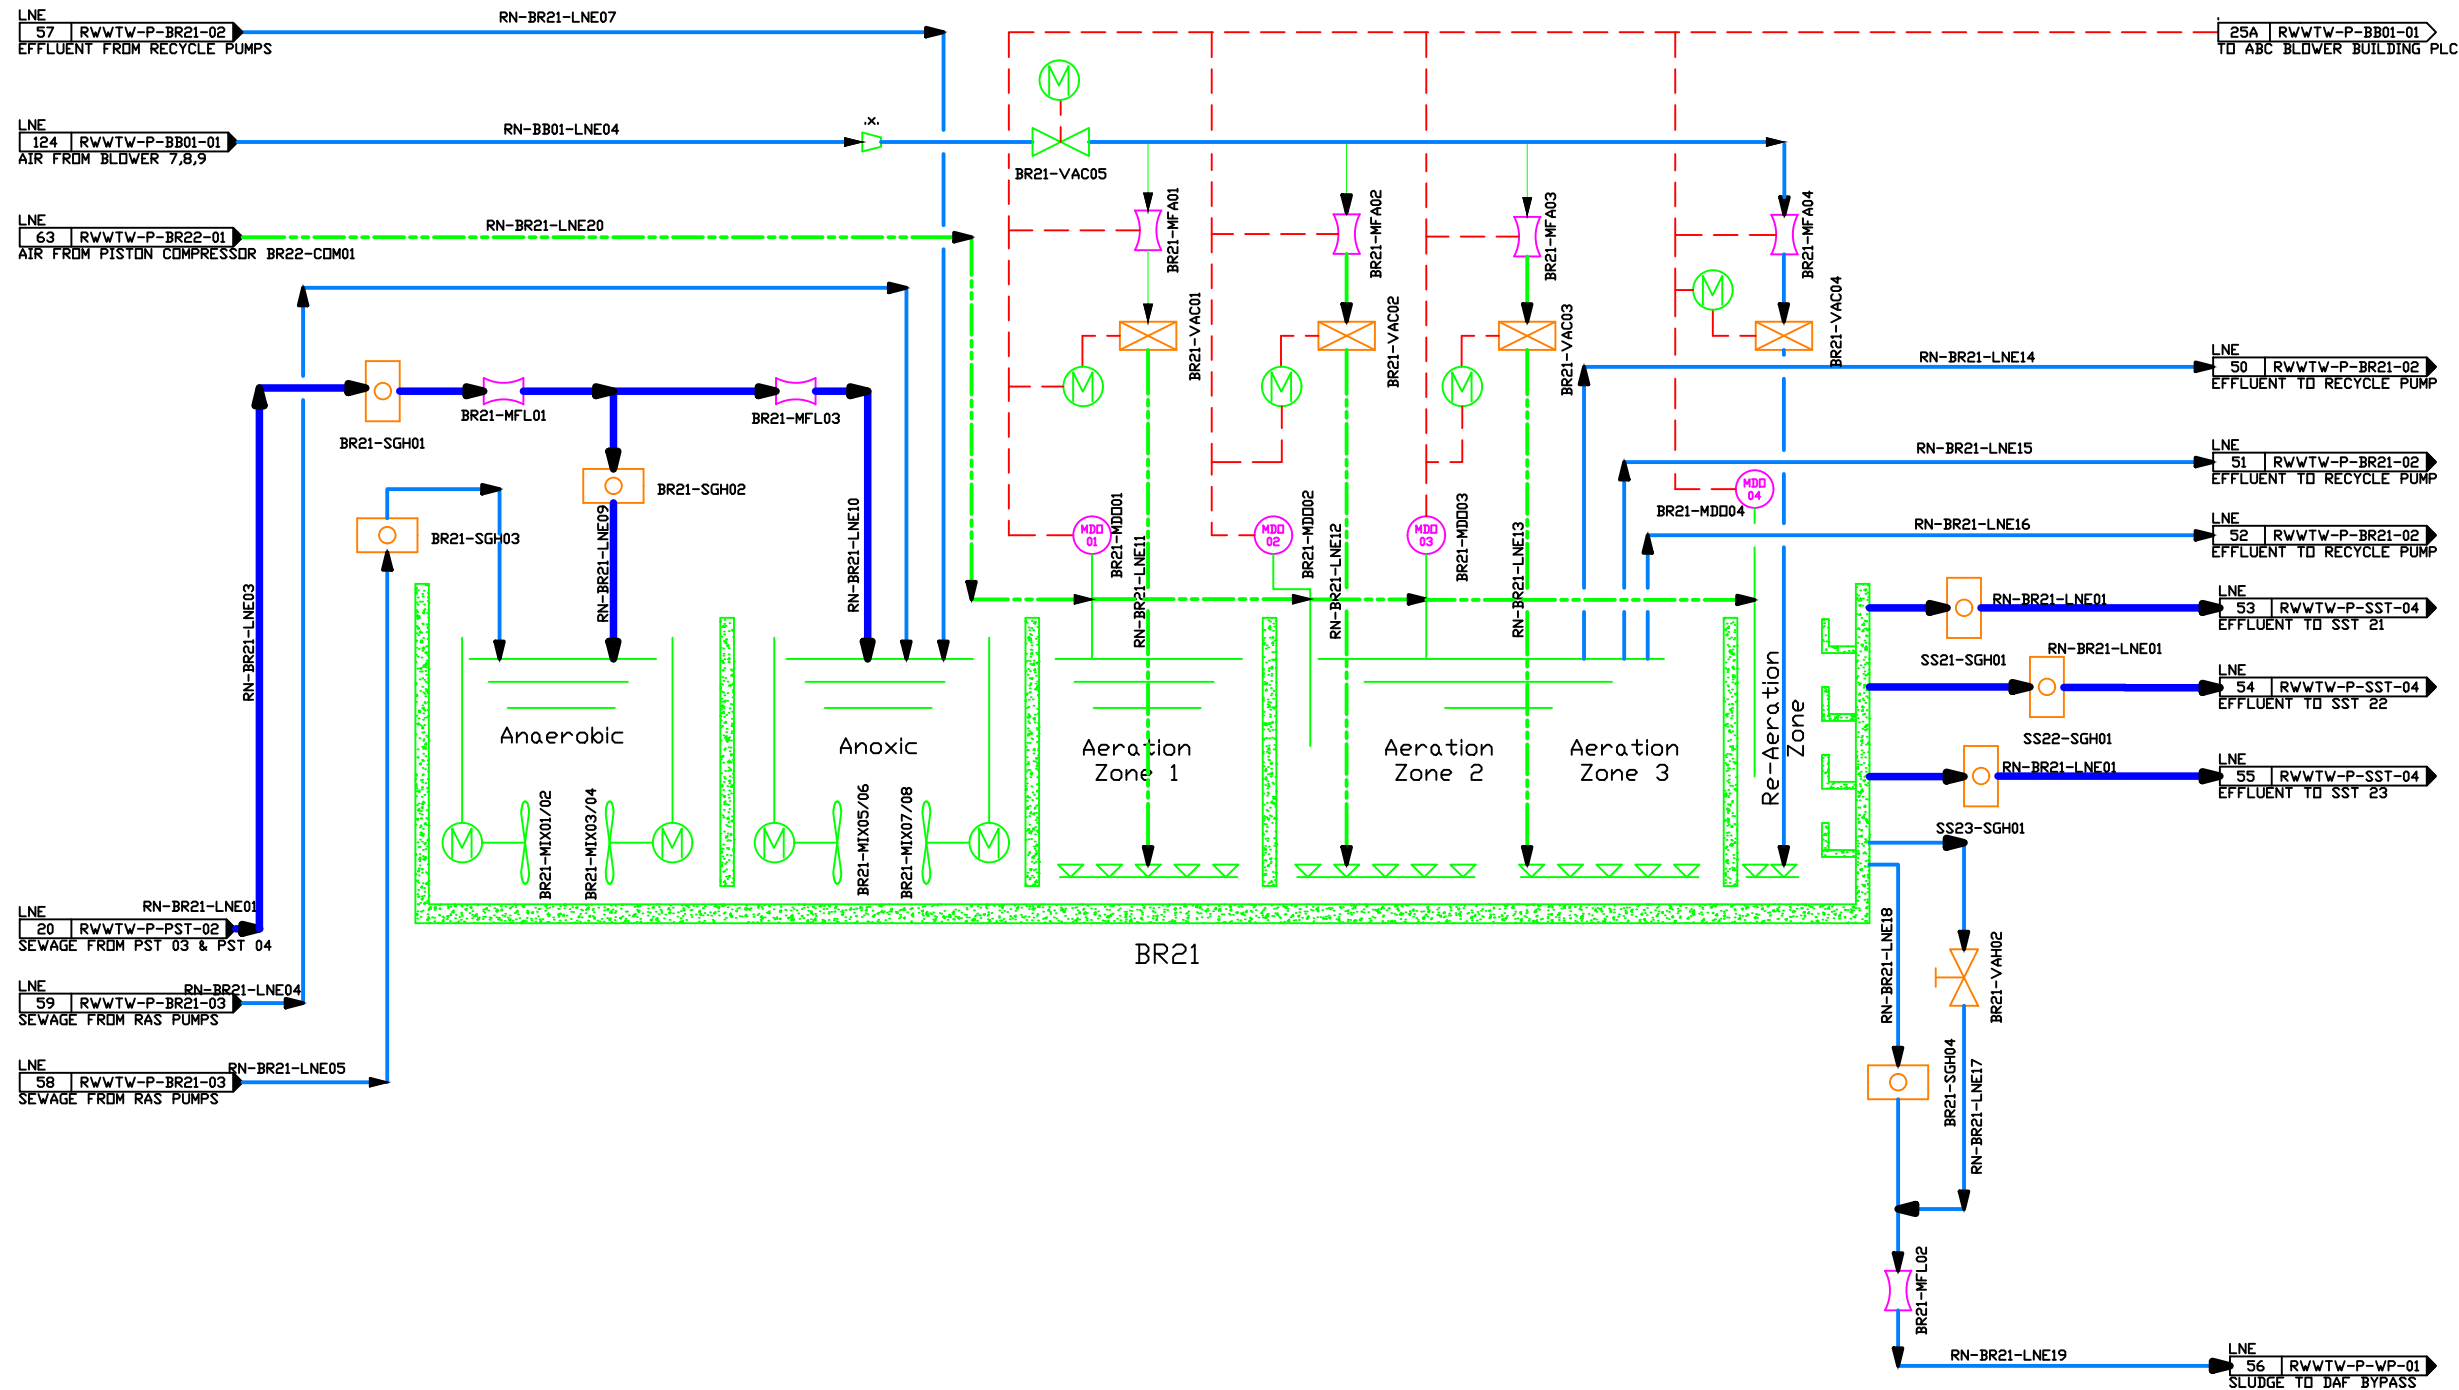 LNE
57 RWWTW-P-BR21-02
EFFLUENT FROM RECYCLE PUMPS
RN-BR21-LNE07
25A RWWTW-P-BB01-01
TO ABC BLOWER BUILDING PLC
LNE
124 RWWTW-P-BB01-01
AIR FROM BLOWER 7,8,9
RN-BB01-LNE04
.X.
M
BR21-VAC05
LNE
63 RWWTW-P-BR22-01
AIR FROM PISTON COMPRESSOR BR22-COM01
RN-BR21-LNE20
BR21-MFA01
BR21-MFA02
BR21-MFA03
BR21-MFA04
BR21-VAC01
BR21-VAC02
BR21-VAC03
BR21-VAC04
M
M
M
M
BR21-SGH01
BR21-MFL01
BR21-MFL03
BR21-SGH02
BR21-SGH03
RN-BR21-LNE03
RN-BR21-LNE09
RN-BR21-LNE10
MDO
01
BR21-MDO01
MDO
02
BR21-MDO02
MDO
03
BR21-MDO03
MDO
04
BR21-MDO04
RN-BR21-LNE11
RN-BR21-LNE12
RN-BR21-LNE13
RN-BR21-LNE14
LNE
50 RWWTW-P-BR21-02
EFFLUENT TO RECYCLE PUMP
RN-BR21-LNE15
LNE
51 RWWTW-P-BR21-02
EFFLUENT TO RECYCLE PUMP
RN-BR21-LNE16
LNE
52 RWWTW-P-BR21-02
EFFLUENT TO RECYCLE PUMP
RN-BR21-LNE01
LNE
53 RWWTW-P-SST-04
EFFLUENT TO SST 21
SS21-SGH01
RN-BR21-LNE01
LNE
54 RWWTW-P-SST-04
EFFLUENT TO SST 22
SS22-SGH01
RN-BR21-LNE01
LNE
55 RWWTW-P-SST-04
EFFLUENT TO SST 23
SS23-SGH01
Anaerobic
Anoxic
Aeration
Zone 1
Aeration
Zone 2
Aeration
Zone 3
Re-Aeration
Zone
M
BR21-MIX01/02
BR21-MIX03/04
M
M
BR21-MIX05/06
BR21-MIX07/08
M
BR21
RN-BR21-LNE01
LNE
20 RWWTW-P-PST-02
SEWAGE FROM PST 03 & PST 04
RN-BR21-LNE04
LNE
59 RWWTW-P-BR21-03
SEWAGE FROM RAS PUMPS
RN-BR21-LNE05
LNE
58 RWWTW-P-BR21-03
SEWAGE FROM RAS PUMPS
RN-BR21-LNE18
BR21-VAH02
BR21-SGH04
RN-BR21-LNE17
BR21-MFL02
RN-BR21-LNE19
LNE
56 RWWTW-P-WP-01
SLUDGE TO DAF BYPASS